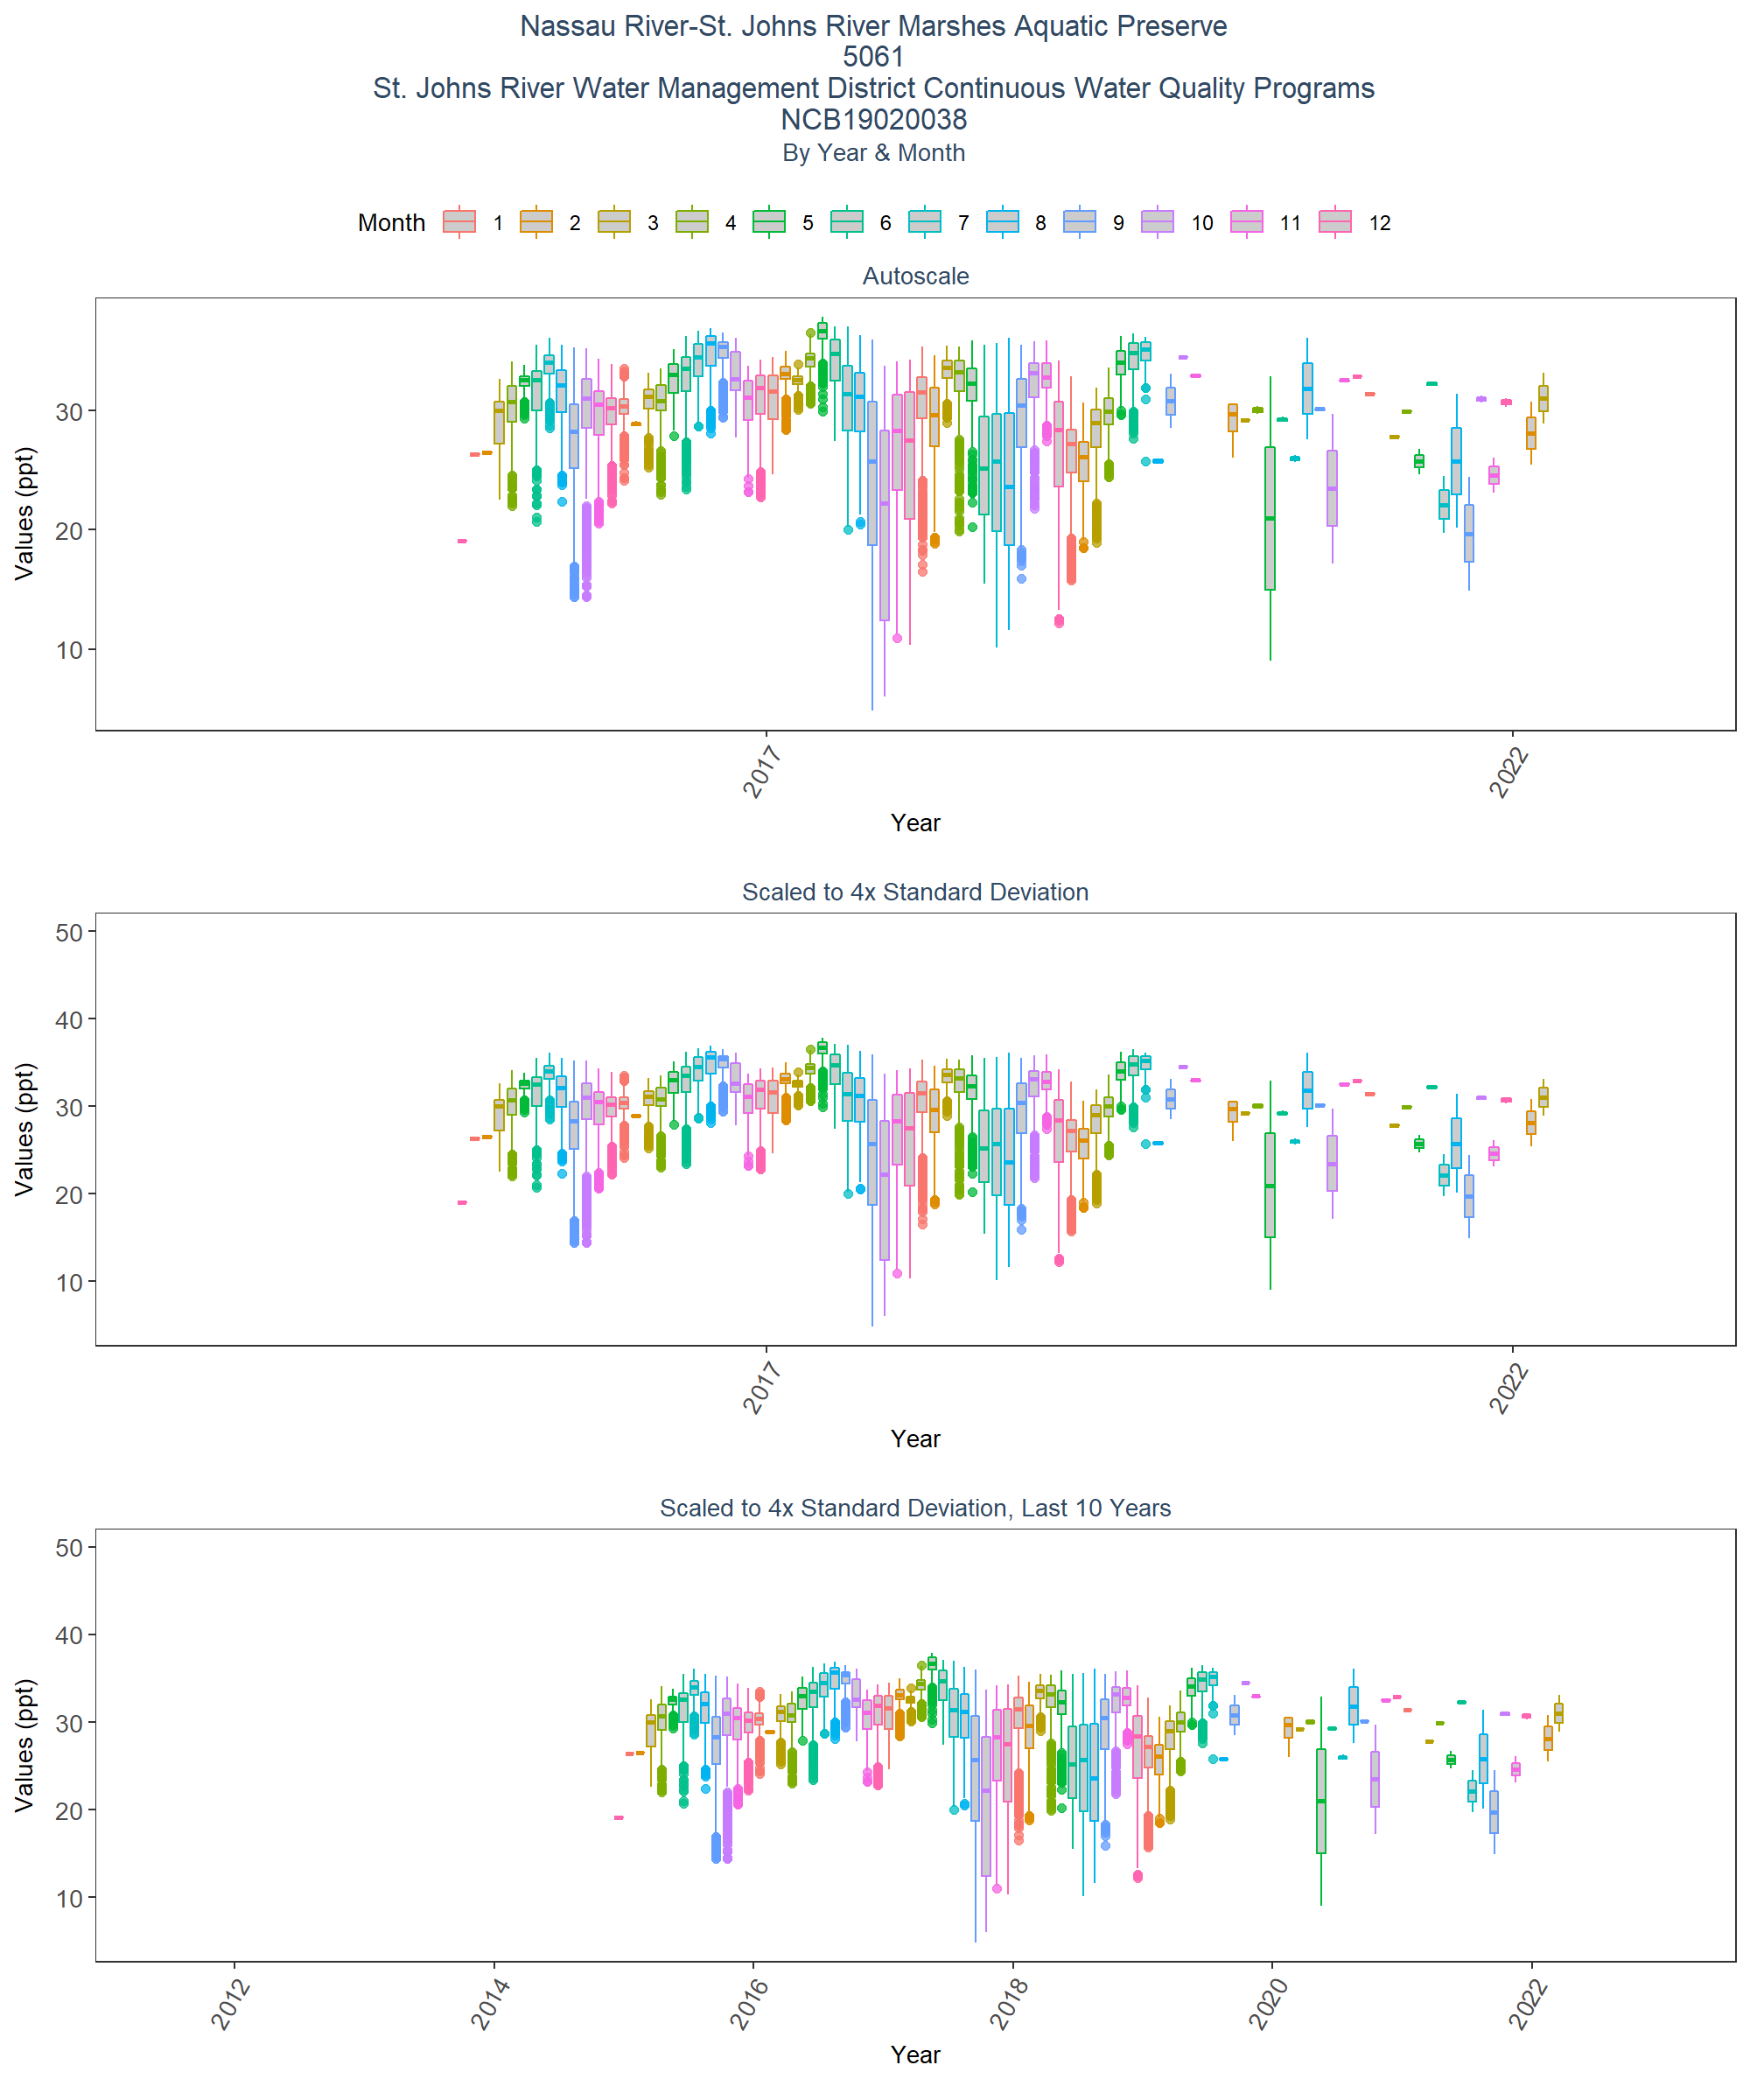 Nassau River-St. Johns River Marshes Aquatic Preserve
5061
St. Johns River Water Management District Continuous Water Quality Programs
NCB19020038
By Year & Month
Month 1 2 3 4 5 6 7 8 9 10 11 12
Autoscale
Values (ppt)
30
20
10
2017 2022
Year
Scaled to 4x Standard Deviation
Values (ppt)
50
40
30
20
10
2017 2022
Year
Scaled to 4x Standard Deviation, Last 10 Years
Values (ppt)
50
40
30
20
10
2012 2014 2016 2018 2020 2022
Year